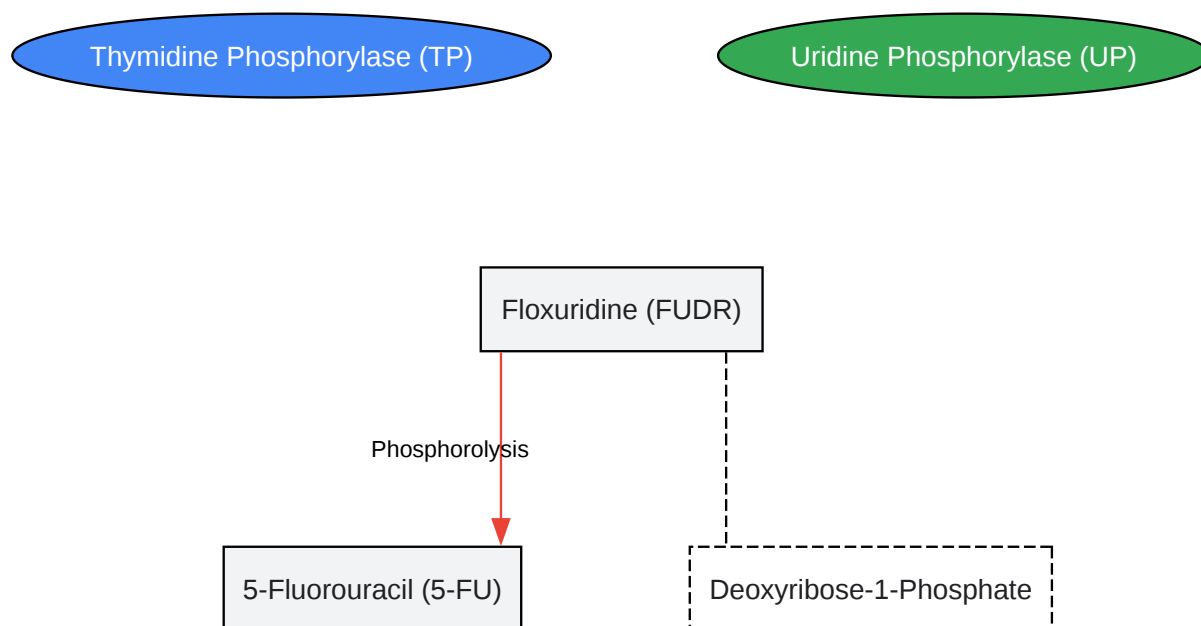 Thymidine Phosphorylase (TP)
Uridine Phosphorylase (UP)
Floxuridine (FUDR)
Phosphorolysis
5-Fluorouracil (5-FU)
Deoxyribose-1-Phosphate